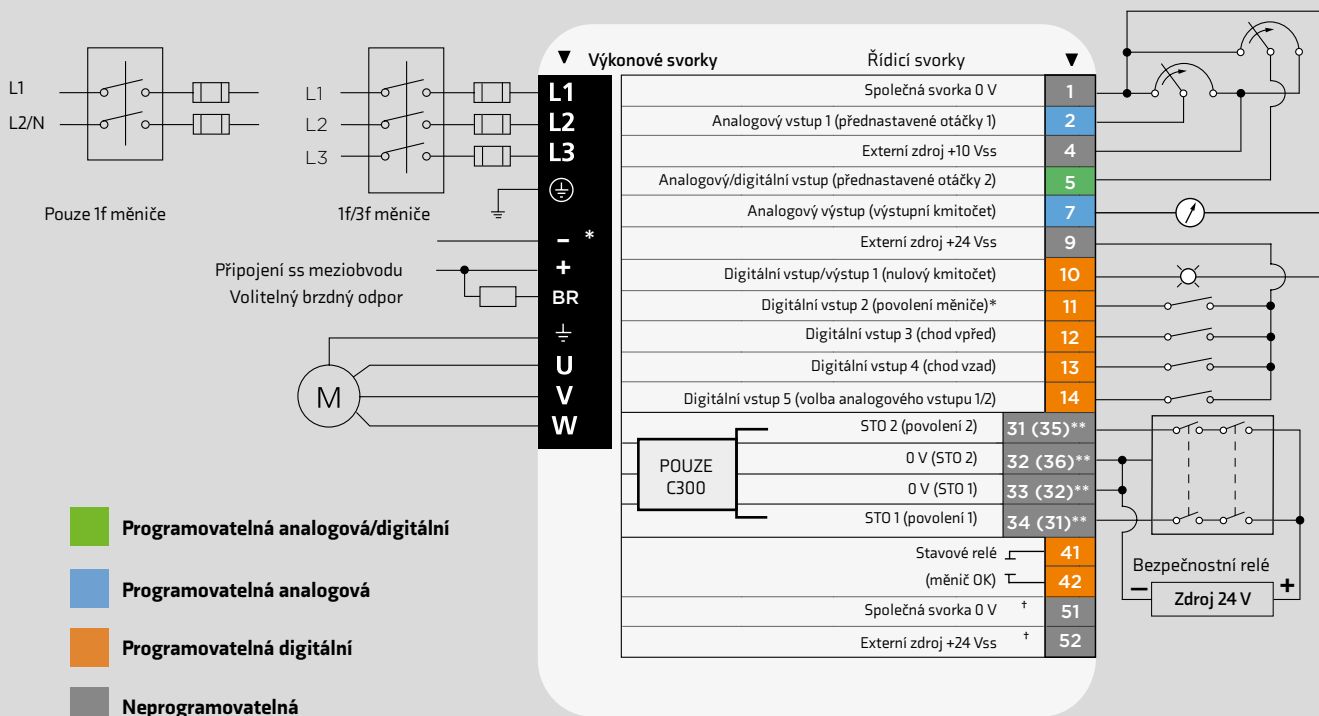 ▼ Výkonové svorky Řídicí svorky ▼
L1
L2/N
Pouze 1f měniče
L1
L2
L3
1f/3f měniče
Připojení ss meziobvodu
Volitelný brzdný odpor
M
L1
L2
L3
– *
+
BR
U
V
W
Společná svorka 0 V 1
Analogový vstup 1 (přednastavené otáčky 1) 2
Externí zdroj +10 Vss 4
Analogový/digitální vstup (přednastavené otáčky 2) 5
Analogový výstup (výstupní kmitočet) 7
Externí zdroj +24 Vss 9
Digitální vstup/výstup 1 (nulový kmitočet) 10
Digitální vstup 2 (povolení měniče)* 11
Digitální vstup 3 (chod vpřed) 12
Digitální vstup 4 (chod vzad) 13
Digitální vstup 5 (volba analogového vstupu 1/2) 14
POUZE
C300
STO 2 (povolení 2) 31 (35)**
0 V (STO 2) 32 (36)**
0 V (STO 1) 33 (32)**
STO 1 (povolení 1) 34 (31)**
Stavové relé 41
(měnič OK) 42
Společná svorka 0 V † 51
Externí zdroj +24 Vss † 52
Bezpečnostní relé
– Zdroj 24 V +
Programovatelná analogová/digitální
Programovatelná analogová
Programovatelná digitální
Neprogramovatelná